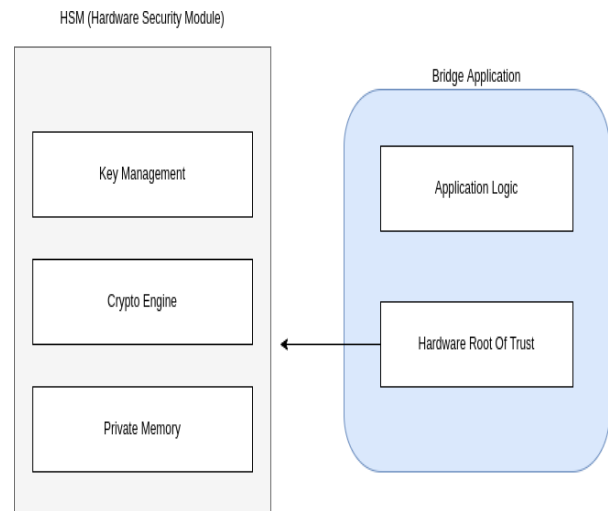 HSM (Hardware Security Module)
Key Management
Crypto Engine
Private Memory
Bridge Application
Application Logic
Hardware Root Of Trust